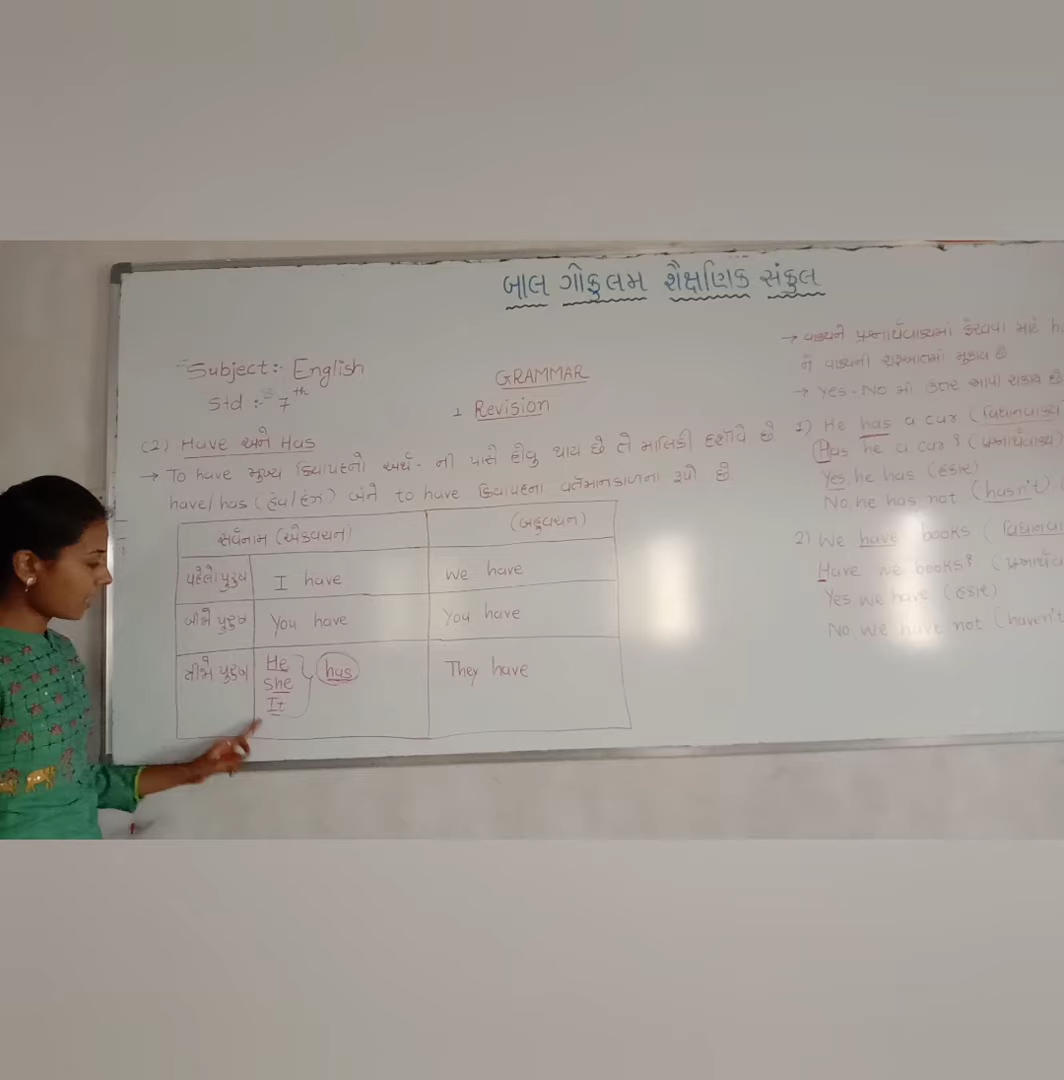 બાલ ગોકુલમ શૈક્ષણિક સંકુલ
Subject:- English
Std :- 7th
GRAMMAR
Revision
(2) Have અને Has
→ To have મુખ્ય ક્રિયાપદનો અર્થ - ની પાસે હોવુ થાય છે તે માલિકી દર્શાવે છે
have/has (હેવ/હેઝ) બંને to have ક્રિયાપદના વર્તમાનકાળના રૂપો છે
સર્વનામ (એકવચન) (બહુવચન)
પહેલો પુરુષ I have We have
બીજો પુરુષ You have You have
ત્રીજો પુરુષ He She It has They have
→ વાક્યને પ્રશ્નાર્થવાક્યમાં ફેરવવા માટે
ને વાક્યની શરૂઆતમાં મૂકાય છે
→ Yes-No માં ઉત્તર આપી શકાય છે
1) He has a car (વિધાનવાક્ય)
Has he a car? (પ્રશ્નાર્થવાક્ય)
Yes, he has (હકાર)
No, he has not (hasn't)
2) We have books (
Have we books? (
Yes, we have (હકાર)
No, we have not (haven't